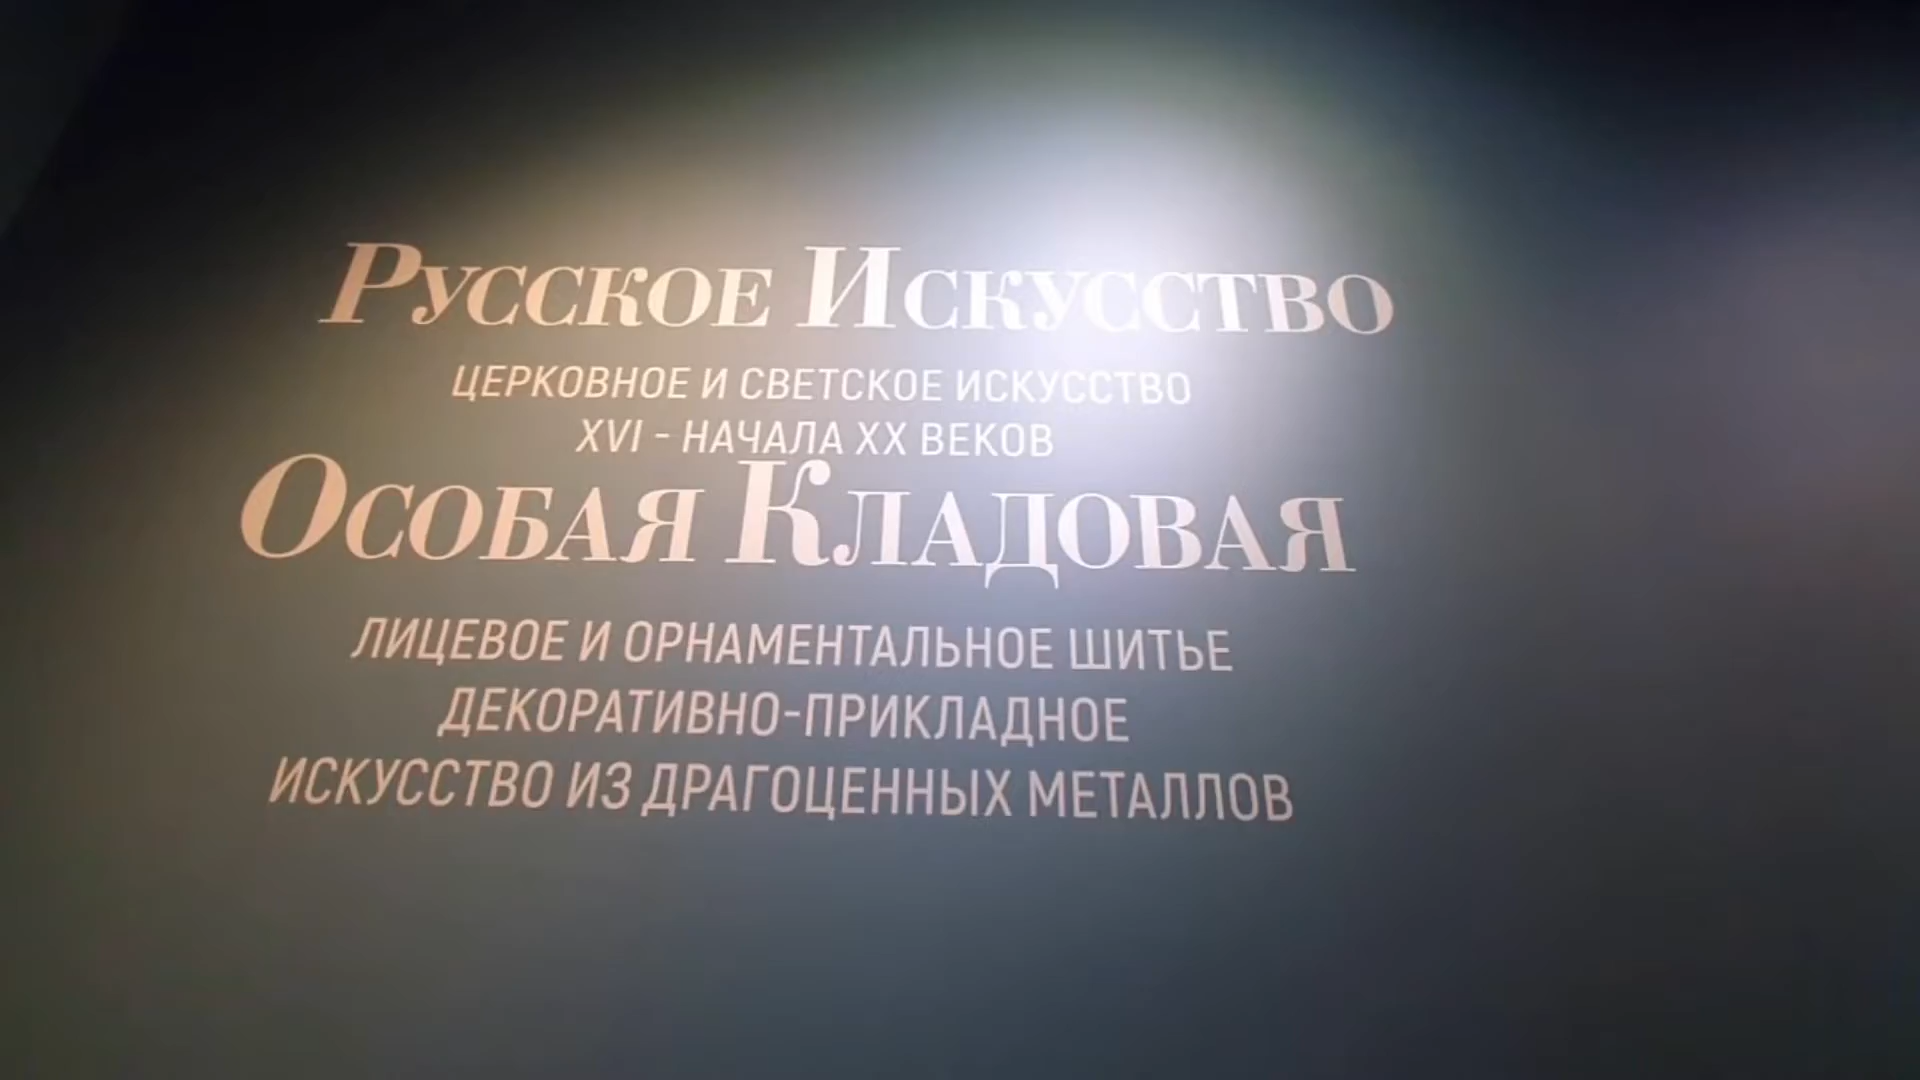 Русское Искусство
ЦЕРКОВНОЕ И СВЕТСКОЕ ИСКУССТВО
XVI - НАЧАЛА XX ВЕКОВ
Особая Кладовая
ЛИЦЕВОЕ И ОРНАМЕНТАЛЬНОЕ ШИТЬЕ
ДЕКОРАТИВНО-ПРИКЛАДНОЕ
ИСКУССТВО ИЗ ДРАГОЦЕННЫХ МЕТАЛЛОВ